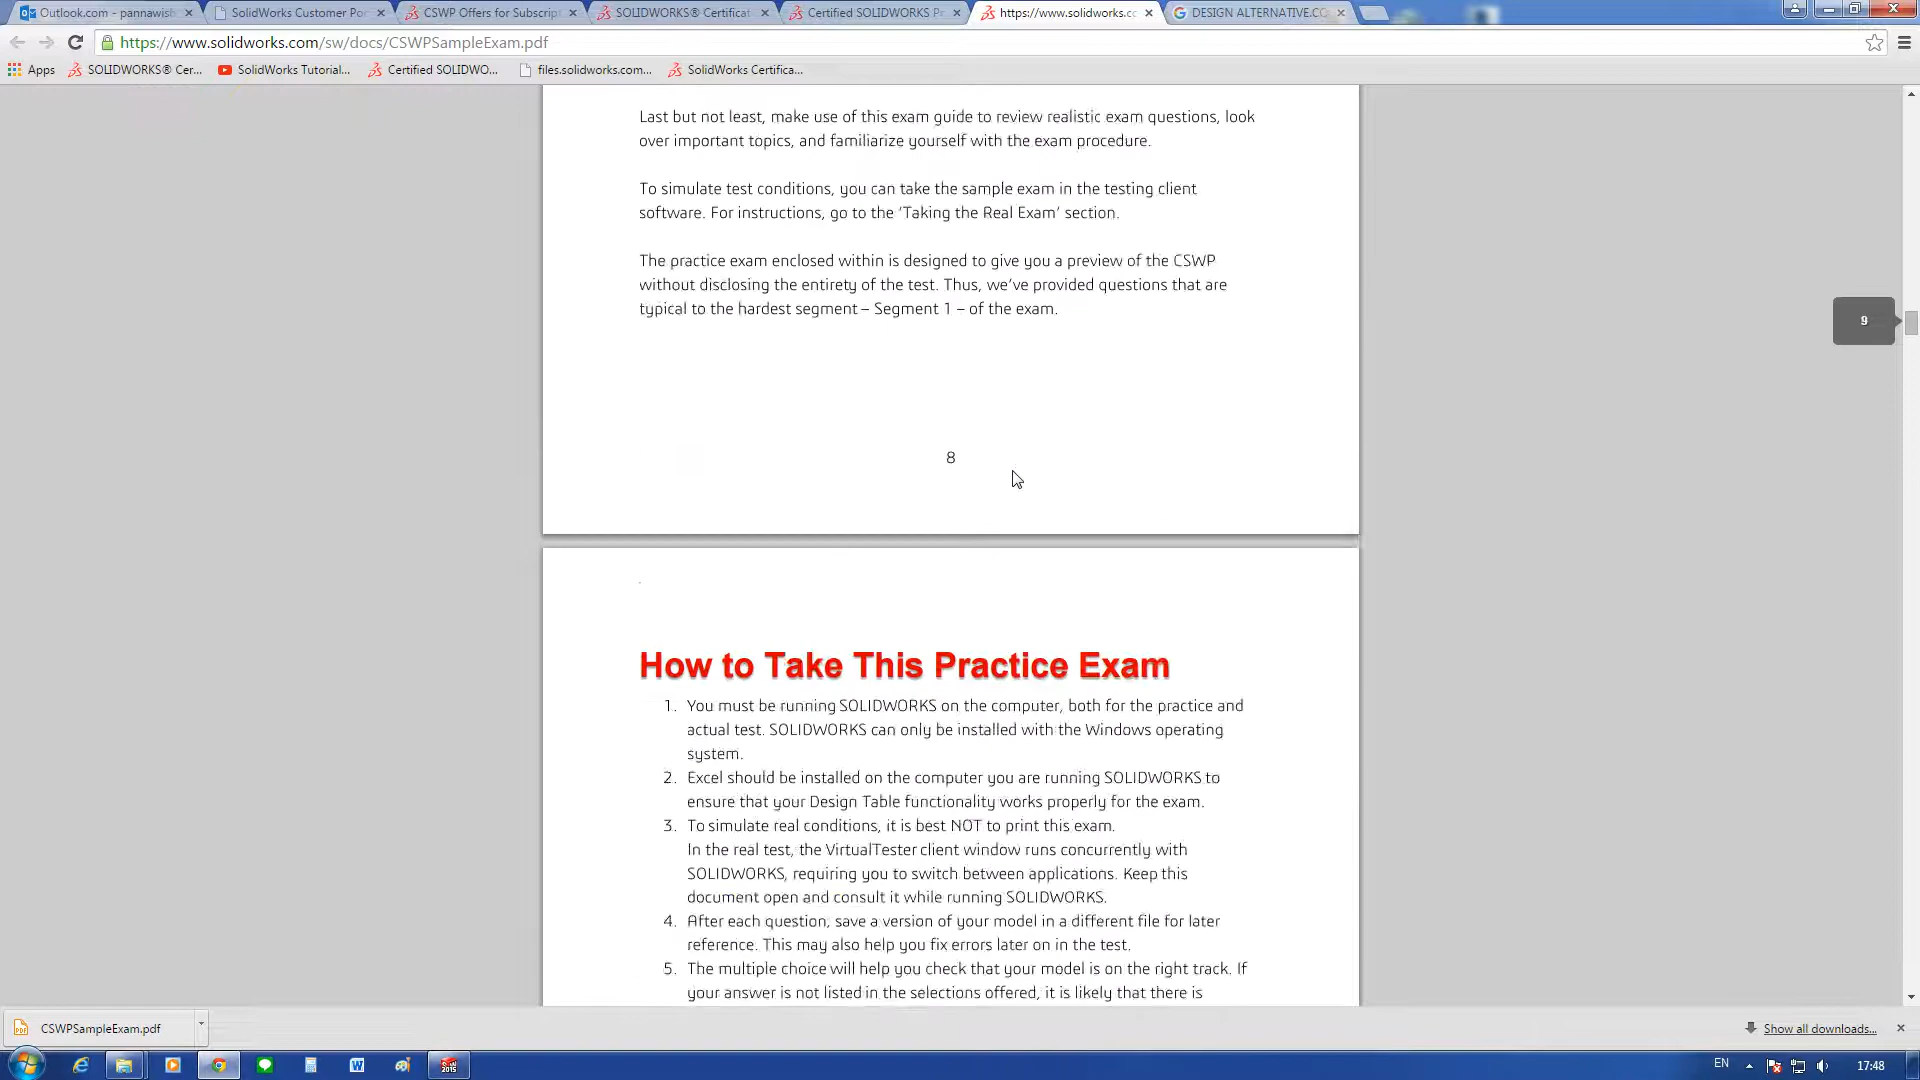 Outlook.com - pannawish
SolidWorks Customer Po
CSWP Offers for Subscript
SOLIDWORKS® Certificat
Certified SOLIDWORKS P
https://www.solidworks.co
DESIGN ALTERNATIVE.CO
https://www.solidworks.com/sw/docs/CSWPSampleExam.pdf
Apps
SOLIDWORKS® Cer...
SolidWorks Tutorial...
Certified SOLIDWO...
files.solidworks.com...
SolidWorks Certifica...
Last but not least, make use of this exam guide to review realistic exam questions, look
over important topics, and familiarize yourself with the exam procedure.
To simulate test conditions, you can take the sample exam in the testing client
software. For instructions, go to the ‘Taking the Real Exam’ section.
The practice exam enclosed within is designed to give you a preview of the CSWP
without disclosing the entirety of the test. Thus, we’ve provided questions that are
typical to the hardest segment – Segment 1 – of the exam.
9
8
How to Take This Practice Exam
1. You must be running SOLIDWORKS on the computer, both for the practice and
actual test. SOLIDWORKS can only be installed with the Windows operating
system.
2. Excel should be installed on the computer you are running SOLIDWORKS to
ensure that your Design Table functionality works properly for the exam.
3. To simulate real conditions, it is best NOT to print this exam.
In the real test, the VirtualTester client window runs concurrently with
SOLIDWORKS, requiring you to switch between applications. Keep this
document open and consult it while running SOLIDWORKS.
4. After each question, save a version of your model in a different file for later
reference. This may also help you fix errors later on in the test.
5. The multiple choice will help you check that your model is on the right track. If
your answer is not listed in the selections offered, it is likely that there is
CSWPSampleExam.pdf
Show all downloads...
2015
EN
17:48